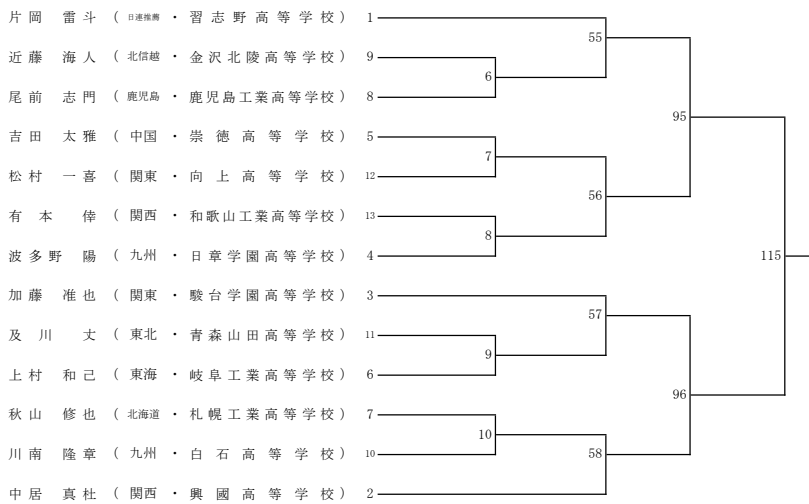 片岡 雷斗 ( 日連推薦 ・ 習志野高等学校 ) 1
55
近藤 海人 ( 北信越 ・ 金沢北陵高等学校 ) 9
6
尾前 志門 ( 鹿児島 ・ 鹿児島工業高等学校 ) 8
95
吉田 太雅 ( 中国 ・ 崇徳高等学校 ) 5
7
松村 一喜 ( 関東 ・ 向上高等学校 ) 12
56
有本 倖 ( 関西 ・ 和歌山工業高等学校 ) 13
8
波多野 陽 ( 九州 ・ 日章学園高等学校 ) 4
115
加藤 准也 ( 関東 ・ 駿台学園高等学校 ) 3
57
及川 丈 ( 東北 ・ 青森山田高等学校 ) 11
9
上村 和己 ( 東海 ・ 岐阜工業高等学校 ) 6
96
秋山 修也 ( 北海道 ・ 札幌工業高等学校 ) 7
10
川南 隆章 ( 九州 ・ 白石高等学校 ) 10
58
中居 真杜 ( 関西 ・ 興國高等学校 ) 2